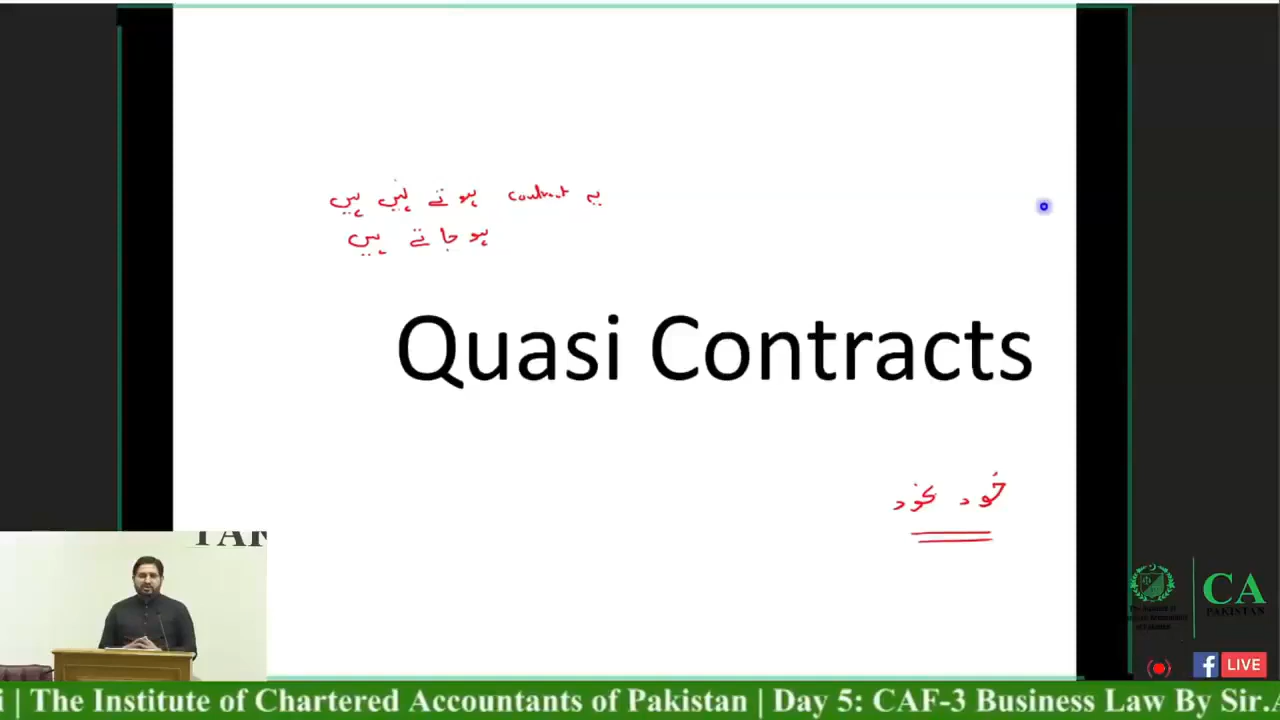 یہ contract ہوتے نہیں ہیں
ہو جاتے ہیں
Quasi Contracts
خود بخود
TAN
CA
PAKISTAN
LIVE
i | The Institute of Chartered Accountants of Pakistan | Day 5: CAF-3 Business Law By Sir.A